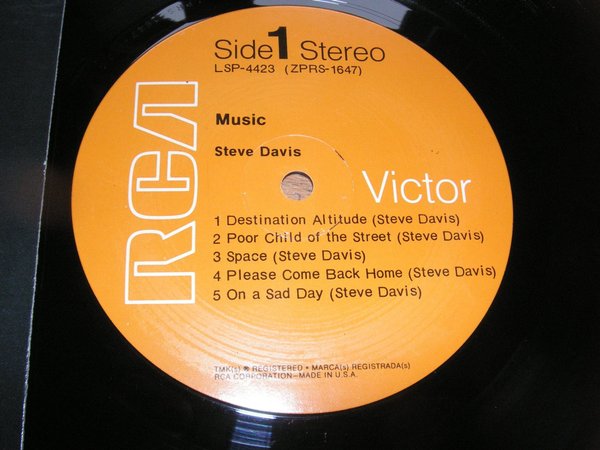 Side 1 Stereo
LSP-4423 (ZPRS-1647)
RCA
Music
Steve Davis
Victor
1 Destination Altitude (Steve Davis)
2 Poor Child of the Street (Steve Davis)
3 Space (Steve Davis)
4 Please Come Back Home (Steve Davis)
5 On a Sad Day (Steve Davis)
TMK(s) ® REGISTERED • MARCA(s) REGISTRADA(s)
RCA CORPORATION—MADE IN U.S.A.